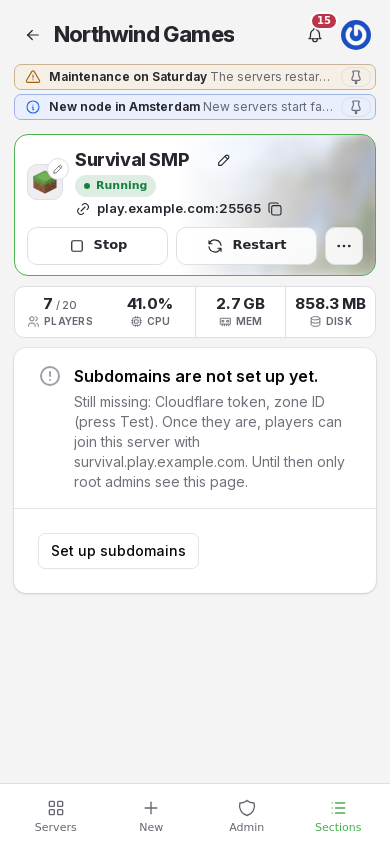 Northwind Games
15
Maintenance on Saturday The servers restar...
New node in Amsterdam New servers start fa...
Survival SMP
Running
play.example.com:25565
Stop
Restart
7 / 20
PLAYERS
41.0%
CPU
2.7 GB
MEM
858.3 MB
DISK
Subdomains are not set up yet.
Still missing: Cloudflare token, zone ID
(press Test). Once they are, players can
join this server with
survival.play.example.com. Until then only
root admins see this page.
Set up subdomains
Servers
New
Admin
Sections